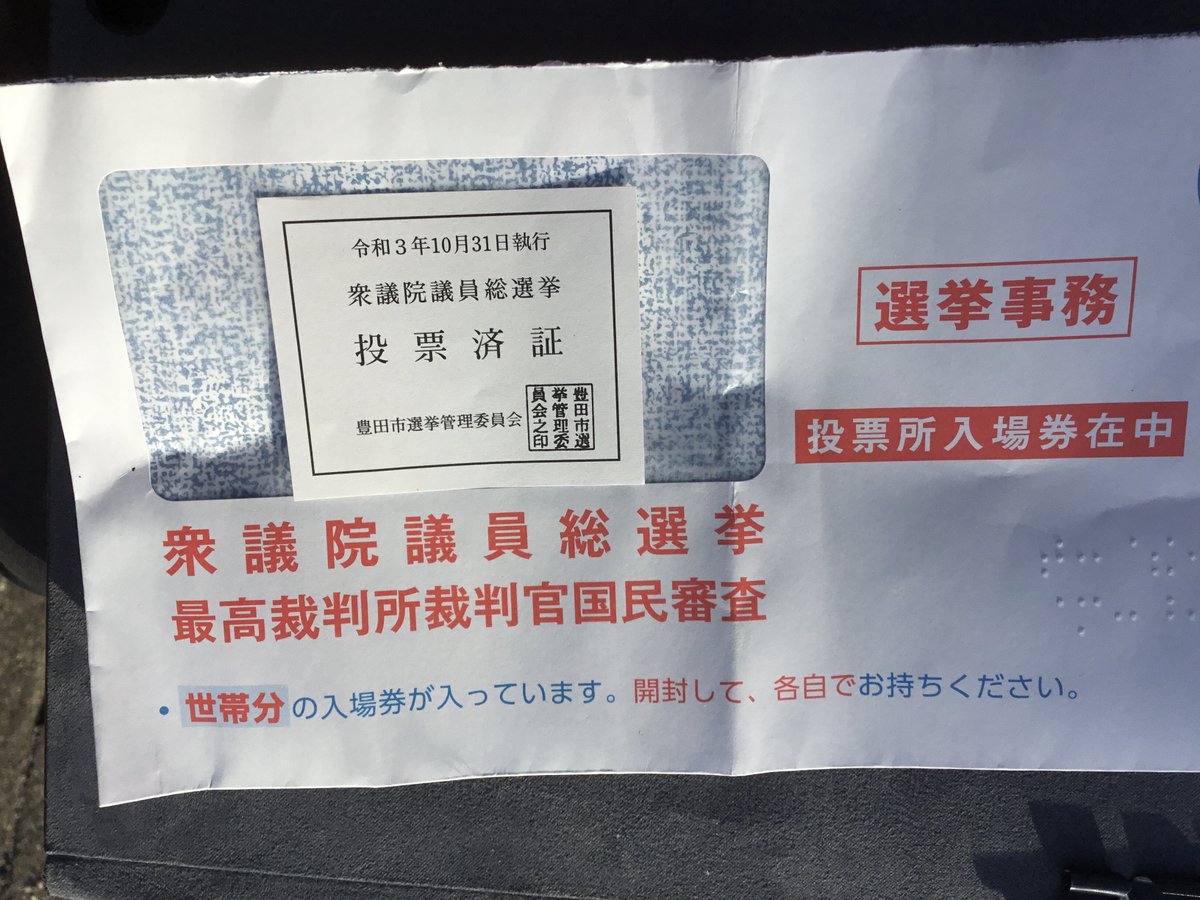 令和3年10月31日執行
衆議院議員総選挙
投票済証
豊田市選挙管理委員会
豊田市選
挙管理委
員会之印
選挙事務
投票所入場券在中
衆議院議員総選挙
最高裁判所裁判官国民審査
・世帯分の入場券が入っています。開封して、各自でお持ちください。